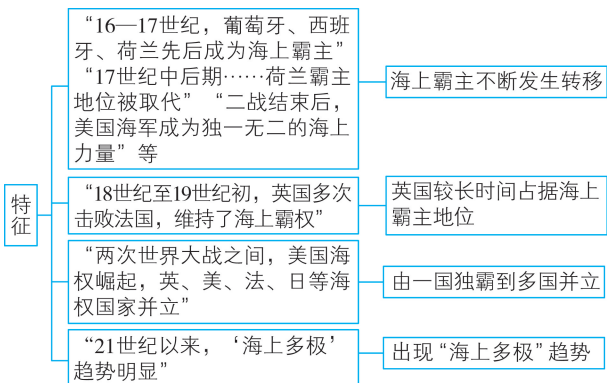 “16—17世纪，葡萄牙、西班
牙、荷兰先后成为海上霸主”
“17世纪中后期……荷兰霸主
地位被取代”  “二战结束后，
美国海军成为独一无二的海上
力量”等
海上霸主不断发生转移
特征
“18世纪至19世纪初，英国多次
击败法国，维持了海上霸权”
英国较长时间占据海上
霸主地位
“两次世界大战之间，美国海
权崛起，英、美、法、日等海
权国家并立”
由一国独霸到多国并立
“21世纪以来，‘海上多极’
趋势明显”
出现“海上多极”趋势